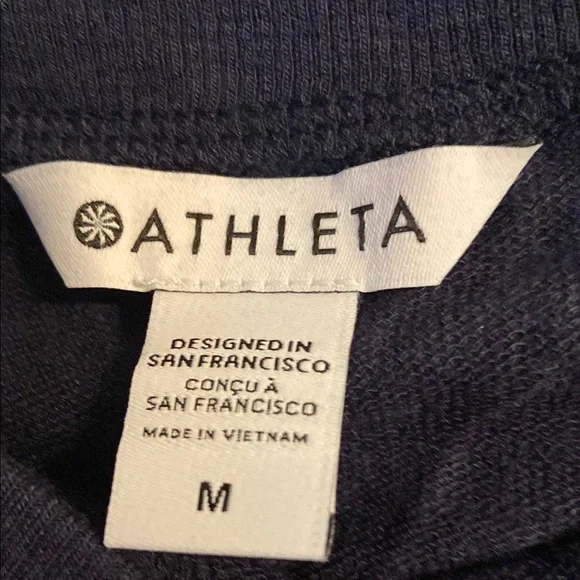 ATHLETA
DESIGNED IN
SAN FRANCISCO
CONÇU À
SAN FRANCISCO
MADE IN VIETNAM
M